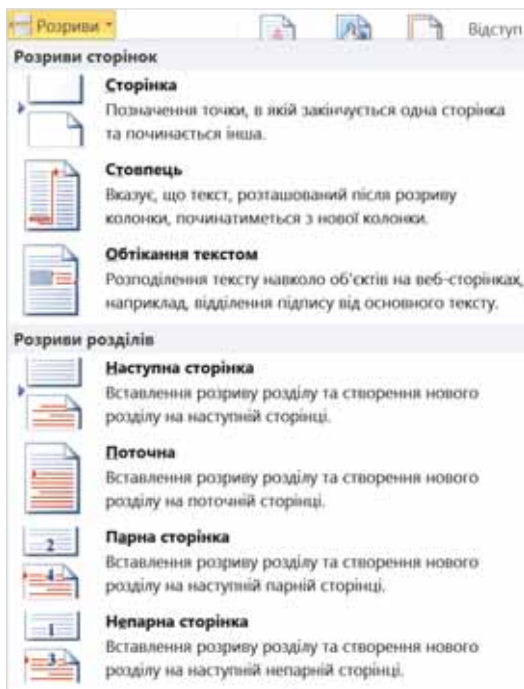 Розриви
Відступ
Розриви сторінок
Сторінка
Позначення точки, в якій закінчується одна сторінка
та починається інша.
Стовпець
Вказує, що текст, розташований після розриву
колонки, починатиметься з нової колонки.
Обтікання текстом
Розподілення тексту навколо об'єктів на веб-сторінках,
наприклад, відділення підпису від основного тексту.
Розриви розділів
Наступна сторінка
Вставлення розриву розділу та створення нового
розділу на наступній сторінці.
Поточна
Вставлення розриву розділу та створення нового
розділу на поточній сторінці.
Парна сторінка
2
4
Вставлення розриву розділу та створення нового
розділу на наступній парній сторінці.
Непарна сторінка
1
3
Вставлення розриву розділу та створення нового
розділу на наступній непарній сторінці.